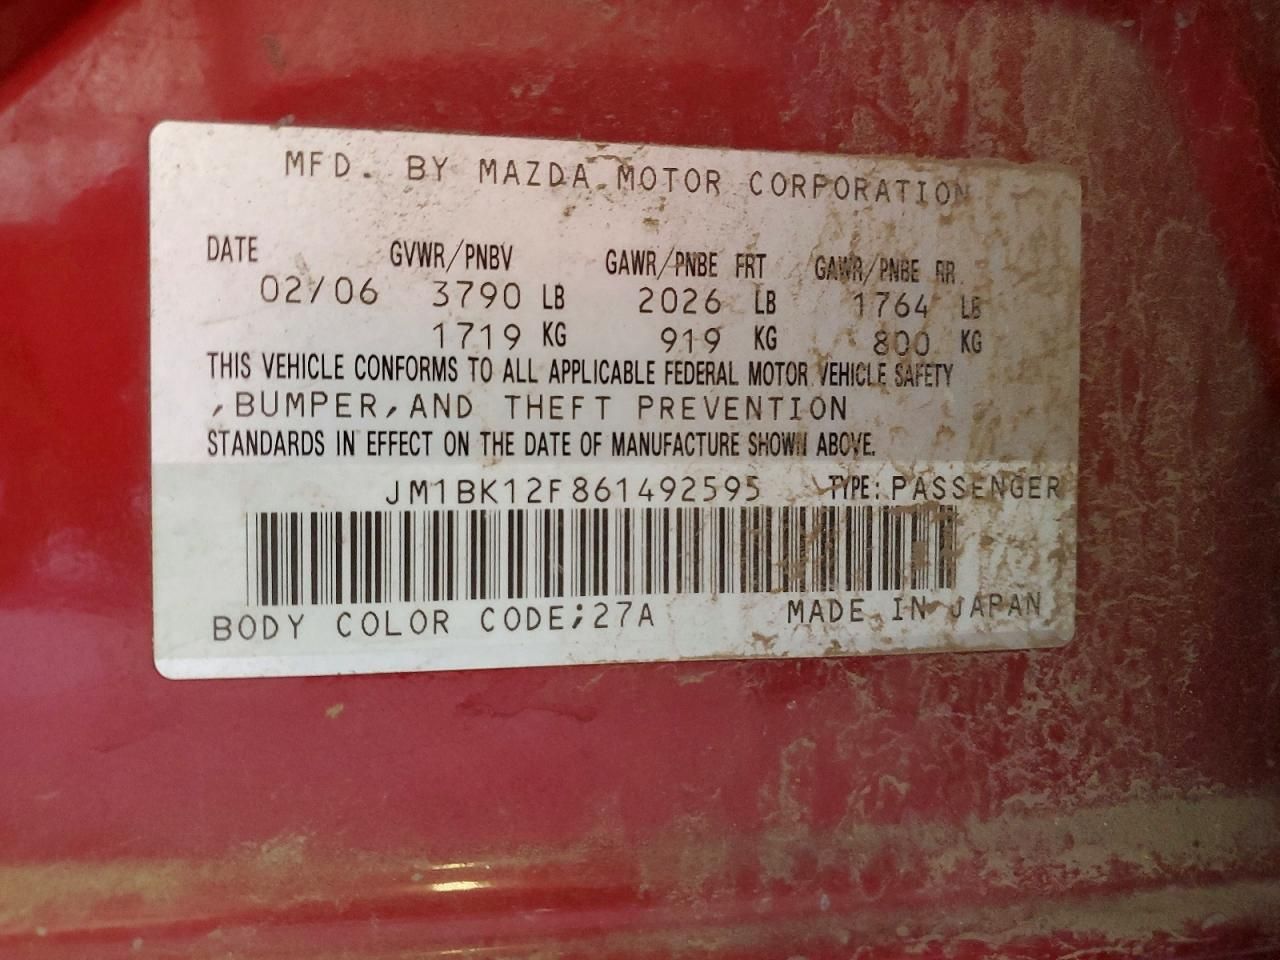 MFD. BY MAZDA MOTOR CORPORATION
DATE GVWR/PNBV GAWR/PNBE FRT GAWR/PNBE RR
02/06 3790 LB 2026 LB 1764 LB
1719 KG 919 KG 800 KG
THIS VEHICLE CONFORMS TO ALL APPLICABLE FEDERAL MOTOR VEHICLE SAFETY
,BUMPER,AND THEFT PREVENTION
STANDARDS IN EFFECT ON THE DATE OF MANUFACTURE SHOWN ABOVE.
JM1BK12F861492595 TYPE: PASSENGER
BODY COLOR CODE;27A MADE IN JAPAN